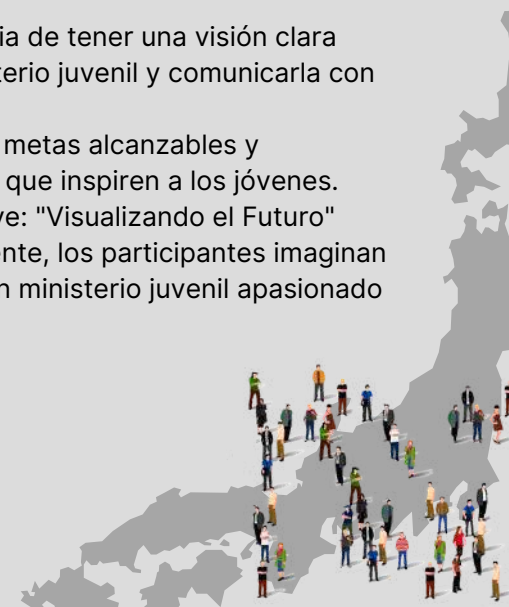 ia de tener una visión clara
terio juvenil y comunicarla con
metas alcanzables y
que inspiren a los jóvenes.
ve: "Visualizando el Futuro"
ente, los participantes imaginan
n ministerio juvenil apasionado